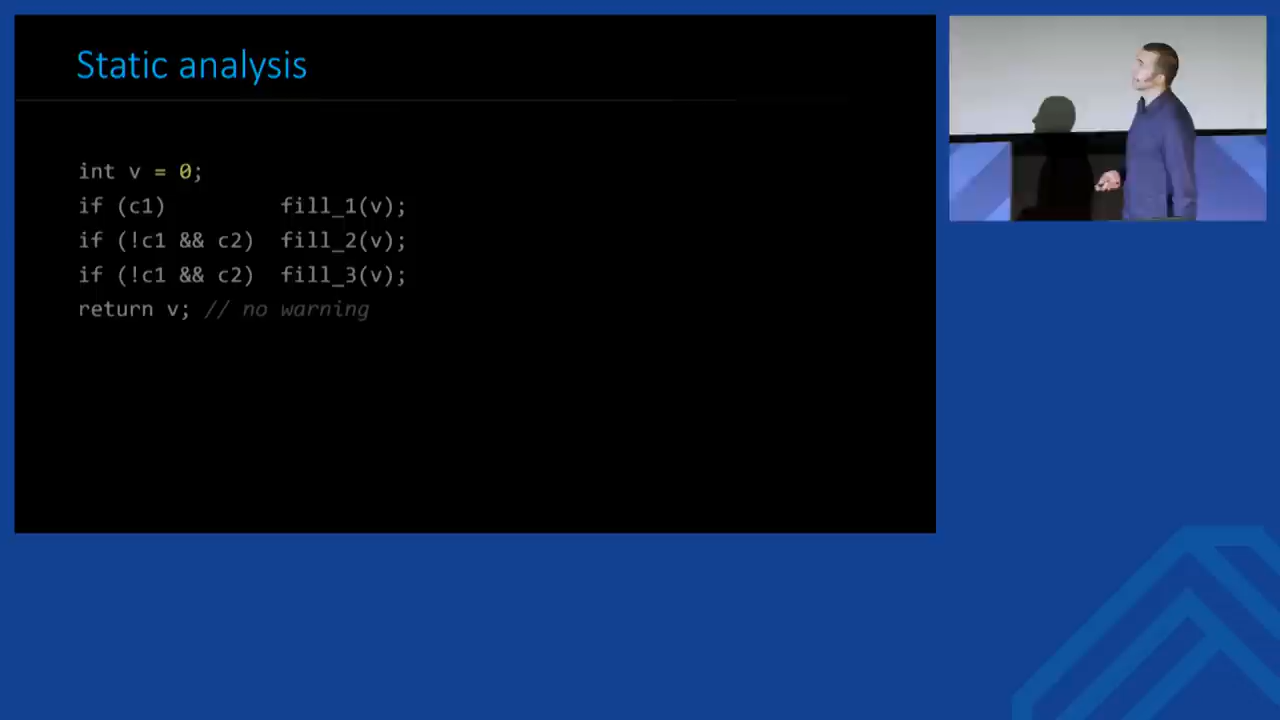 Static analysis
int v = 0;
if (c1) fill_1(v);
if (!c1 && c2) fill_2(v);
if (!c1 && c2) fill_3(v);
return v; // no warning